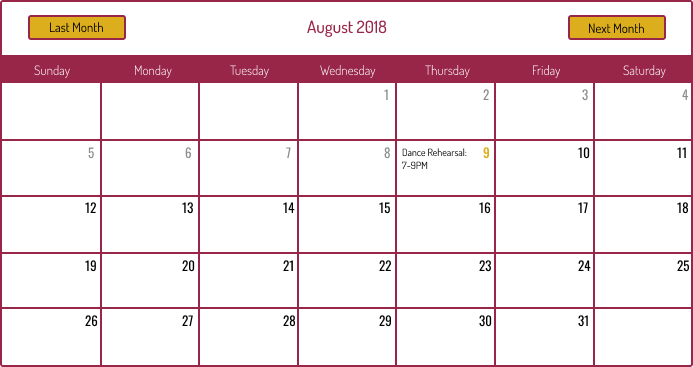 Last Month August 2018 Next Month
Sunday Monday Tuesday Wednesday Thursday Friday Saturday
1 2 3 4
5 6 7 8 Dance Rehearsal: 9 10 11
7-9PM
12 13 14 15 16 17 18
19 20 21 22 23 24 25
26 27 28 29 30 31